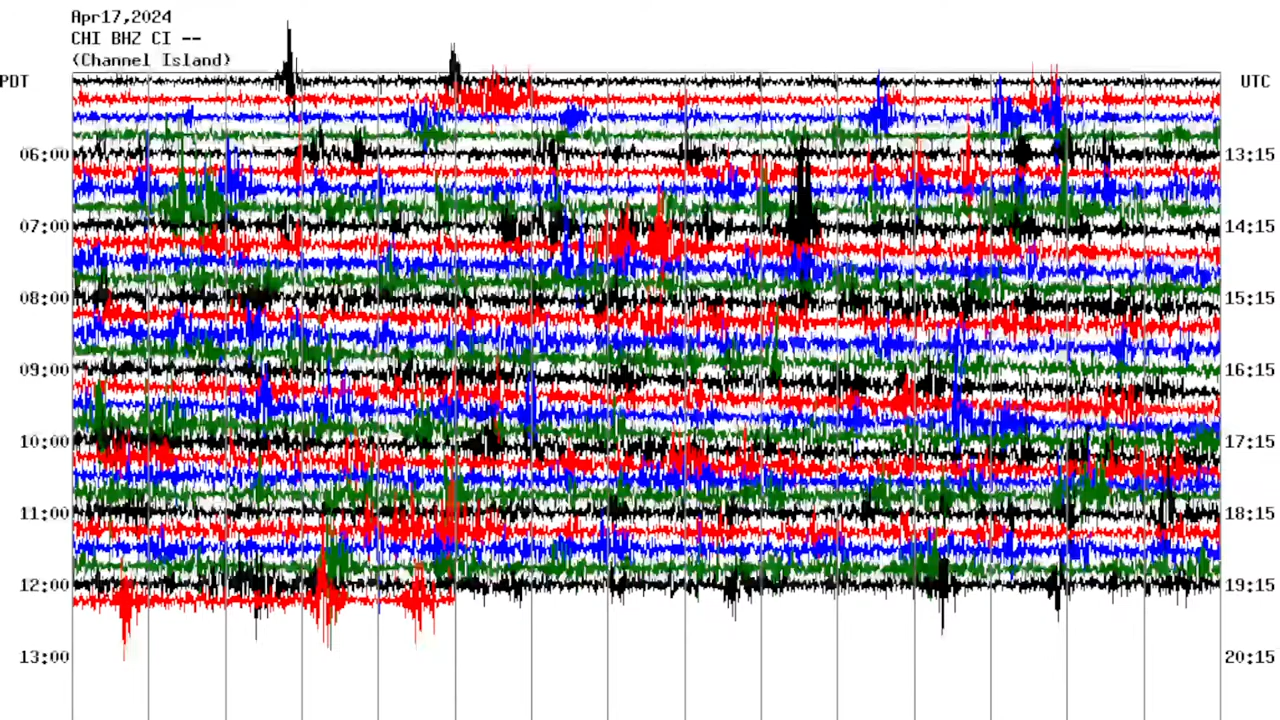 Apr17,2024
CHI BHZ CI --
(Channel Island)
PDT UTC
06:00 13:15
07:00 14:15
08:00 15:15
09:00 16:15
10:00 17:15
11:00 18:15
12:00 19:15
13:00 20:15